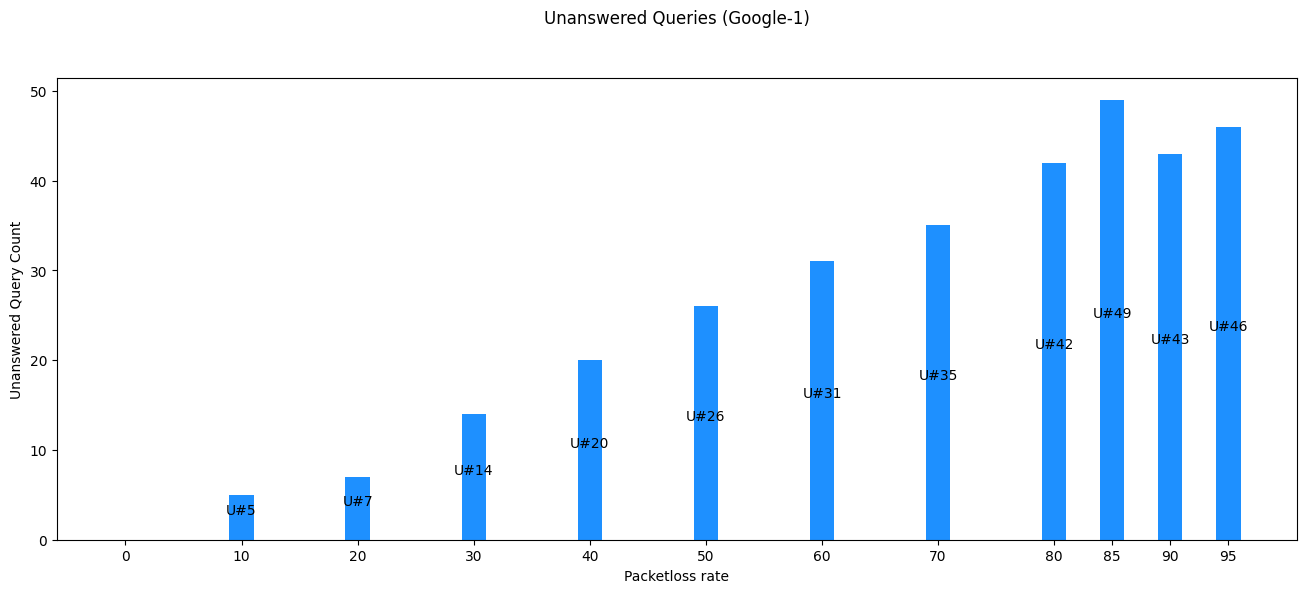 Unanswered Queries (Google-1)
Unanswered Query Count
50
40
30
20
10
0
U#5
U#7
U#14
U#20
U#26
U#31
U#35
U#42
U#49
U#43
U#46
0 10 20 30 40 50 60 70 80 85 90 95
Packetloss rate